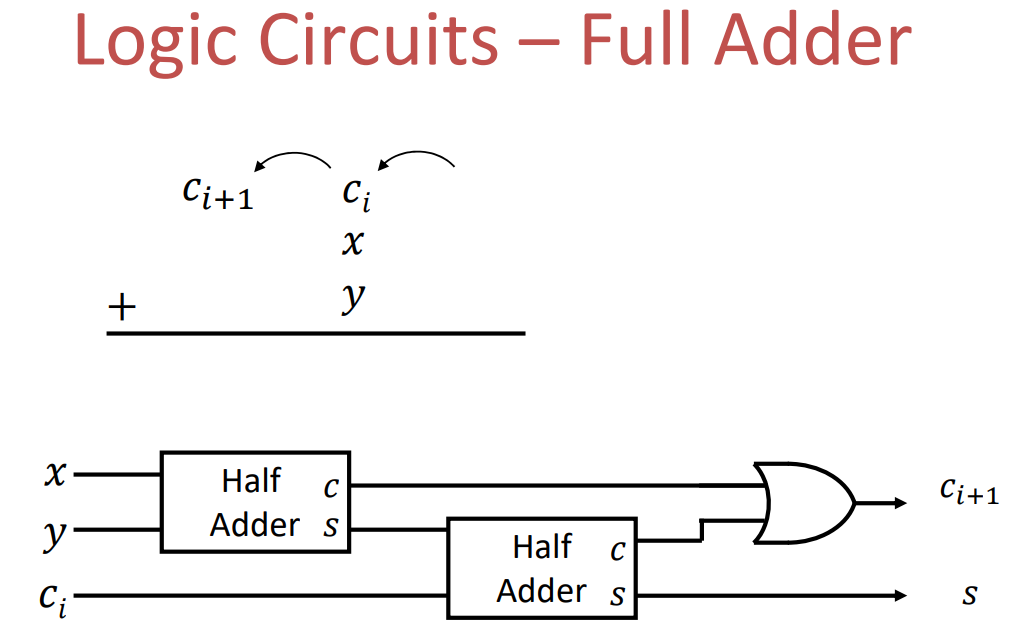 Logic Circuits – Full Adder
c_{i+1} c_i
x
+ y
x
Half c
Adder s
y
c_i
Half c
Adder s
c_{i+1}
s